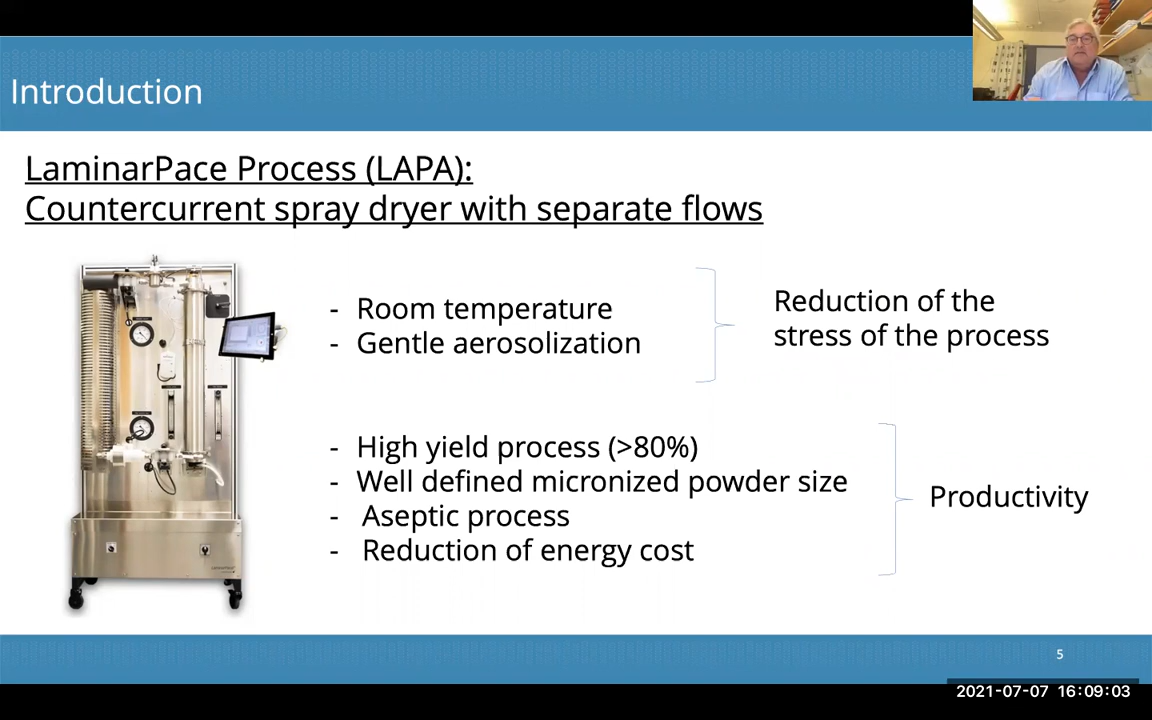 Introduction
LaminarPace Process (LAPA):
Countercurrent spray dryer with separate flows
- Room temperature
- Gentle aerosolization
Reduction of the
stress of the process
- High yield process (>80%)
- Well defined micronized powder size
- Aseptic process
- Reduction of energy cost
Productivity
5
2021-07-07 16:09:03